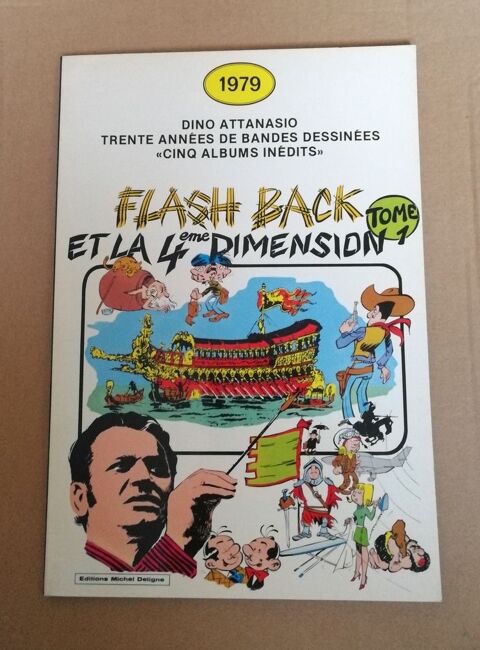 1979
DINO ATTANASIO
TRENTE ANNÉES DE BANDES DESSINÉES
«CINQ ALBUMS INÉDITS»
FLASH BACK
TOME 1
ET LA 4eme DIMENSION
Editions Michel Deligne